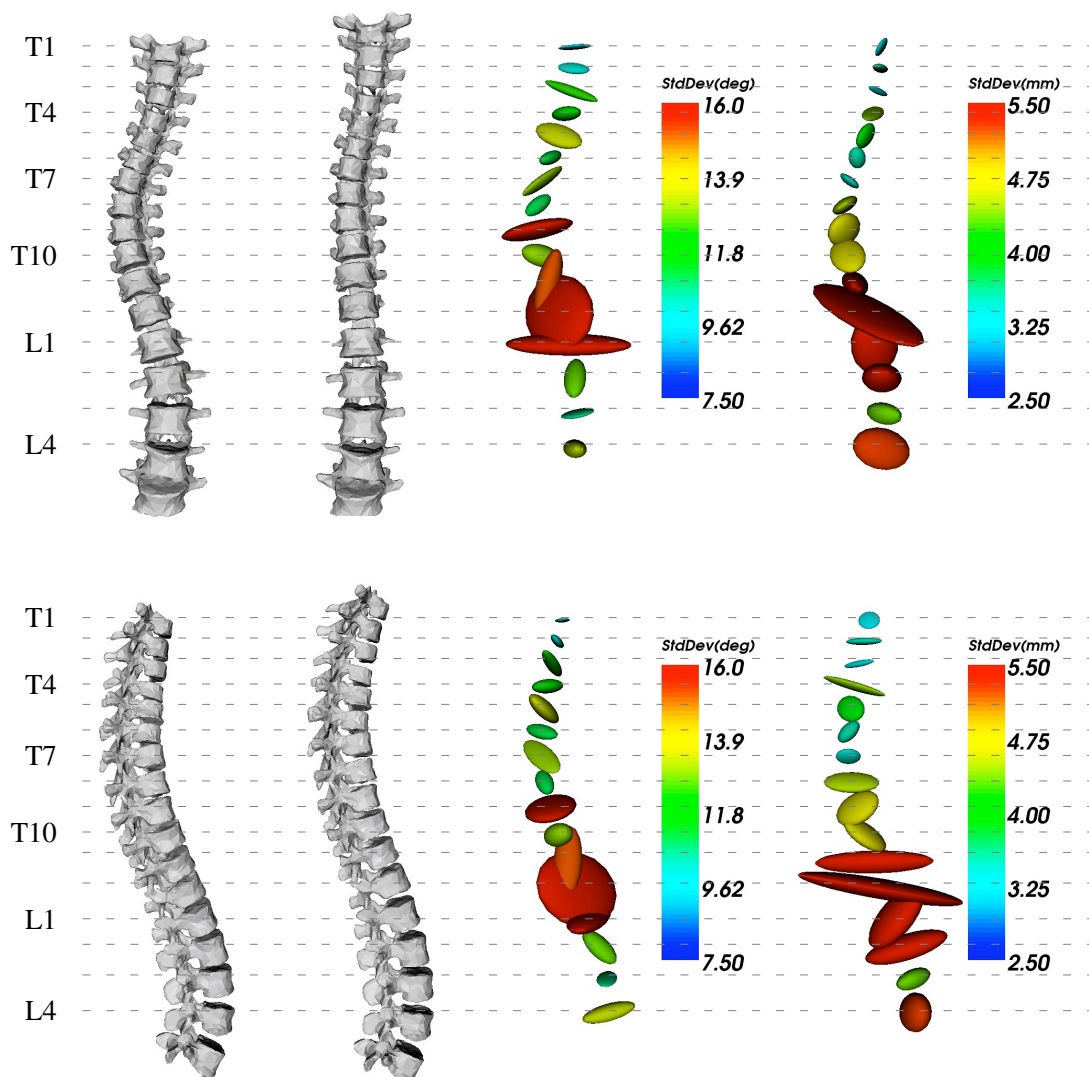 T1
T4
T7
T10
L1
L4
StdDev(deg)
16.0
13.9
11.8
9.62
7.50
StdDev(mm)
5.50
4.75
4.00
3.25
2.50
T1
T4
T7
T10
L1
L4
StdDev(deg)
16.0
13.9
11.8
9.62
7.50
StdDev(mm)
5.50
4.75
4.00
3.25
2.50